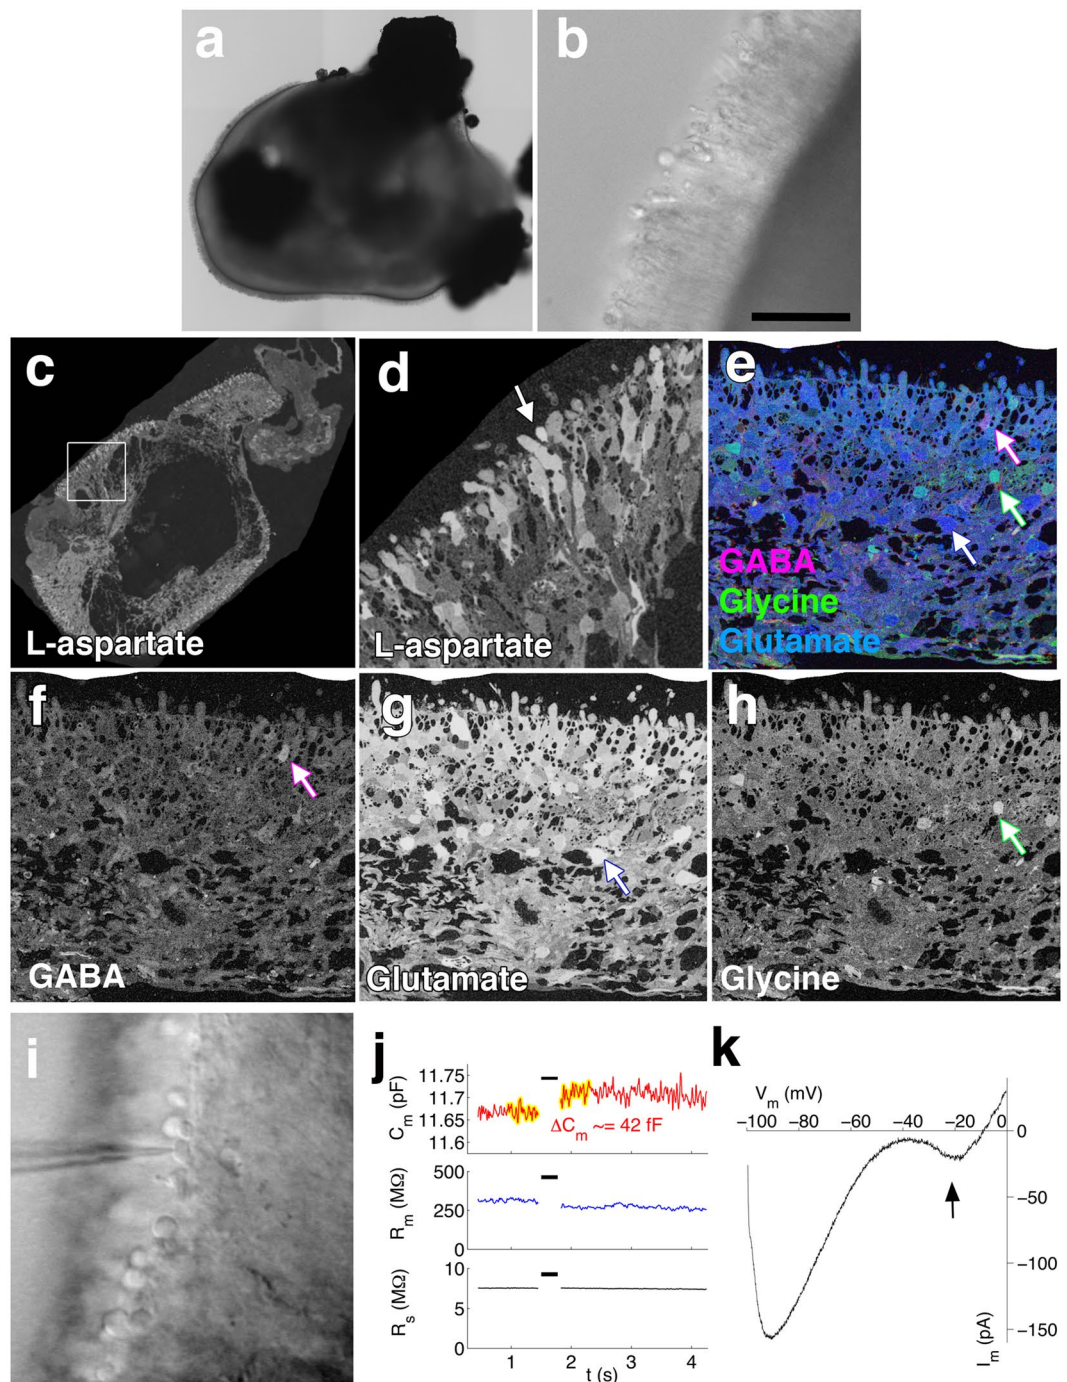 a
b
c
L-aspartate
d
L-aspartate
e
GABA
Glycine
Glutamate
f
GABA
g
Glutamate
h
Glycine
i
j
C_m (pF)
11.75
11.7
11.65
11.6
ΔC_m ~= 42 fF
R_m (MΩ)
500
250
0
R_s (MΩ)
10
5
0
1 2 3 4
t (s)
k
V_m (mV)
−100 −80 −60 −40 −20 0
0
−50
−100
−150
I_m (pA)